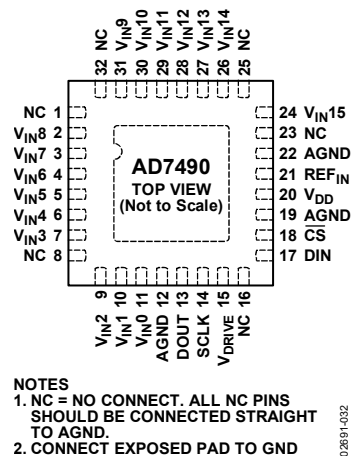 32 NC
31 VIN9
30 VIN10
29 VIN11
28 VIN12
27 VIN13
26 VIN14
25 NC
NC 1
VIN8 2
VIN7 3
VIN6 4
VIN5 5
VIN4 6
VIN3 7
NC 8
AD7490
TOP VIEW
(Not to Scale)
24 VIN15
23 NC
22 AGND
21 REFIN
20 VDD
19 AGND
18 CS
17 DIN
VIN2 9
VIN1 10
VIN0 11
AGND 12
DOUT 13
SCLK 14
VDRIVE 15
NC 16
NOTES
1. NC = NO CONNECT. ALL NC PINS
SHOULD BE CONNECTED STRAIGHT
TO AGND.
2. CONNECT EXPOSED PAD TO GND
02691-032